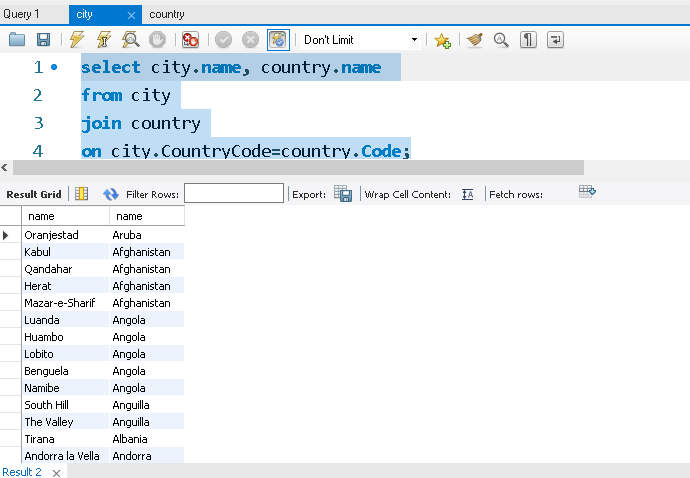 Query 1 city country
Don't Limit
1 select city.name, country.name
2 from city
3 join country
4 on city.CountryCode=country.Code;
Result Grid Filter Rows: Export: Wrap Cell Content: Fetch rows:
name name
Oranjestad Aruba
Kabul Afghanistan
Qandahar Afghanistan
Herat Afghanistan
Mazar-e-Sharif Afghanistan
Luanda Angola
Huambo Angola
Lobito Angola
Benguela Angola
Namibe Angola
South Hill Anguilla
The Valley Anguilla
Tirana Albania
Andorra la Vella Andorra
Result 2